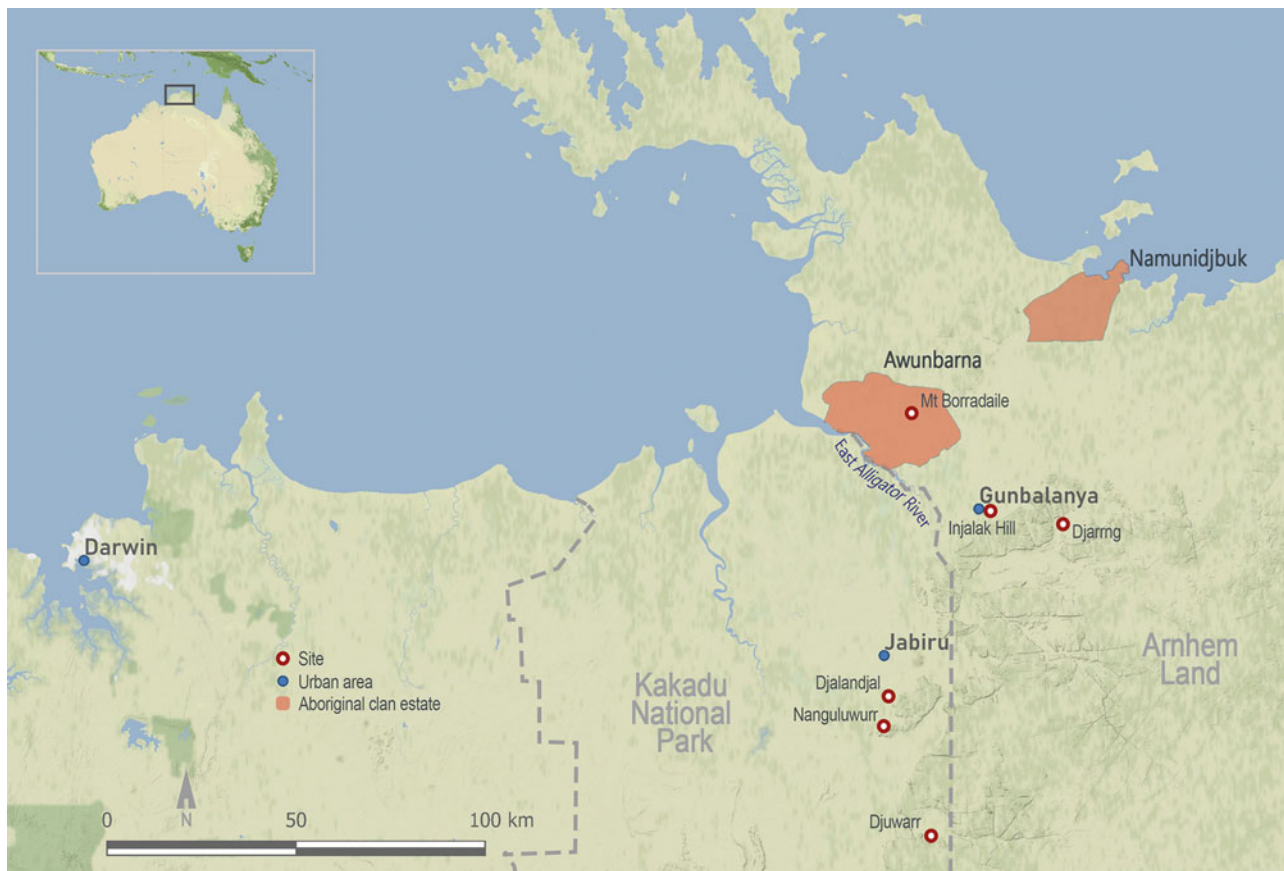 Namunidjbuk
Awunbarna
Mt Borradaile
East Alligator River
Gunbalanya
Injalak Hill
Djarrng
Darwin
Jabiru
Arnhem
Land
Site
Urban area
Aboriginal clan estate
Kakadu
National
Park
Djalandjal
Nanguluwurr
N
0 50 100 km
Djuwarr